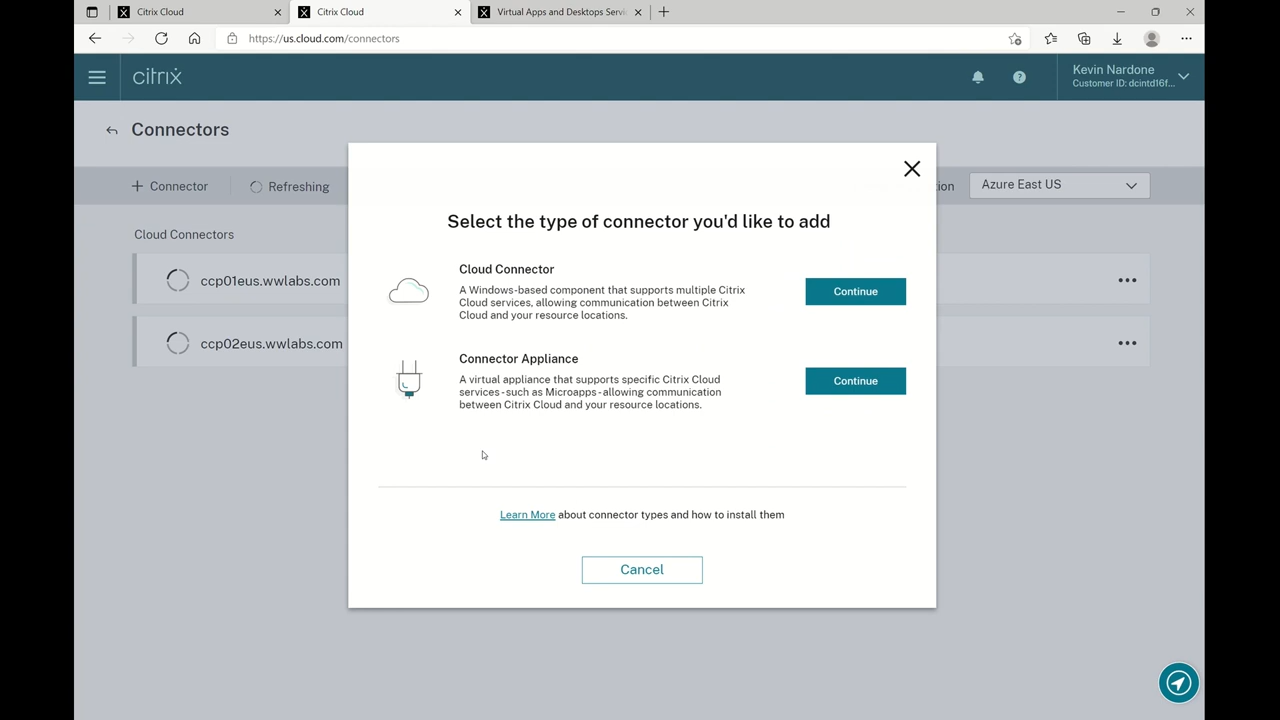 Citrix Cloud
Citrix Cloud
Virtual Apps and Desktops Servi
https://us.cloud.com/connectors
citrix
Kevin Nardone
Customer ID: dcintd16f...
Connectors
+ Connector
Refreshing
Azure East US
Cloud Connectors
ccp01eus.wwlabs.com
ccp02eus.wwlabs.com
Select the type of connector you'd like to add
Cloud Connector
A Windows-based component that supports multiple Citrix
Cloud services, allowing communication between Citrix
Cloud and your resource locations.
Continue
Connector Appliance
A virtual appliance that supports specific Citrix Cloud
services - such as Microapps - allowing communication
between Citrix Cloud and your resource locations.
Continue
Learn More about connector types and how to install them
Cancel